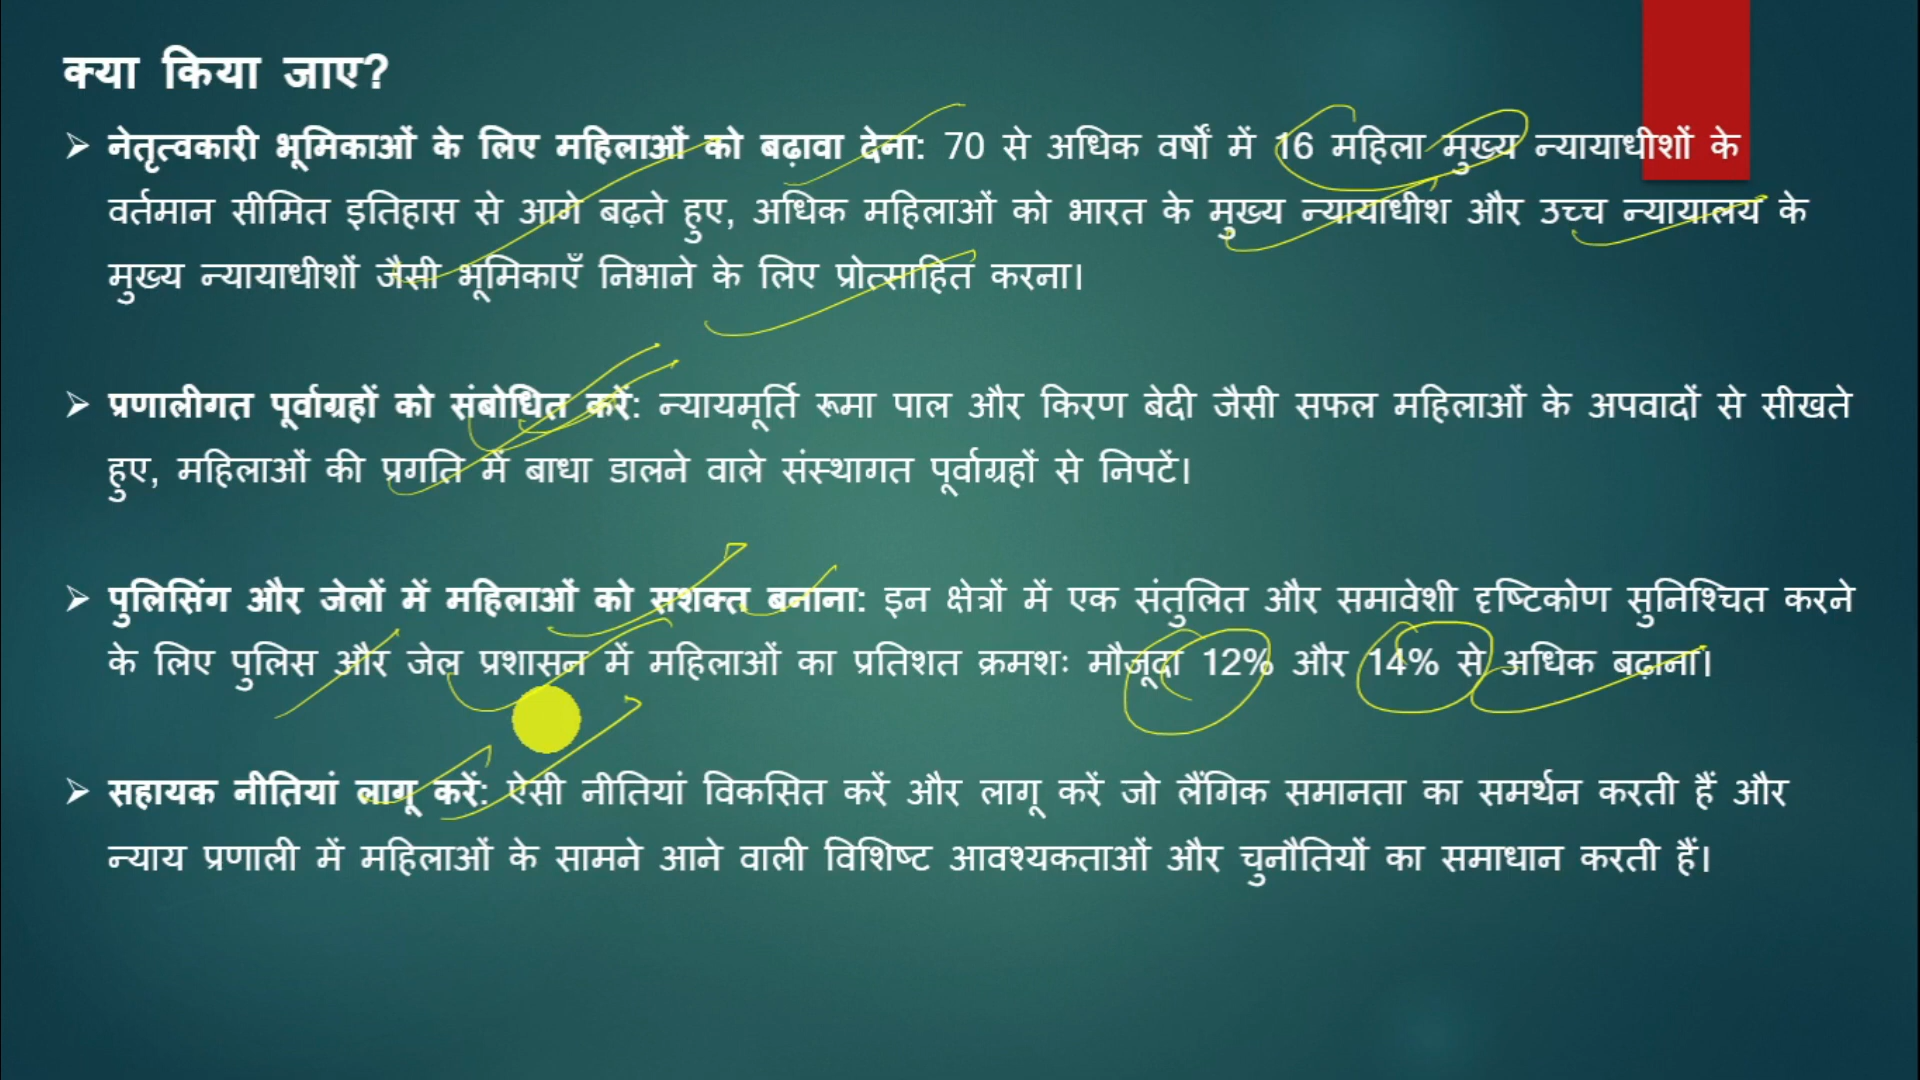 क्या किया जाए?
➢ नेतृत्वकारी भूमिकाओं के लिए महिलाओं को बढ़ावा देना: 70 से अधिक वर्षों में 16 महिला मुख्य न्यायाधीशों के
वर्तमान सीमित इतिहास से आगे बढ़ते हुए, अधिक महिलाओं को भारत के मुख्य न्यायाधीश और उच्च न्यायालय के
मुख्य न्यायाधीशों जैसी भूमिकाएँ निभाने के लिए प्रोत्साहित करना।
➢ प्रणालीगत पूर्वाग्रहों को संबोधित करें: न्यायमूर्ति रूमा पाल और किरण बेदी जैसी सफल महिलाओं के अपवादों से सीखते
हुए, महिलाओं की प्रगति में बाधा डालने वाले संस्थागत पूर्वाग्रहों से निपटें।
➢ पुलिसिंग और जेलों में महिलाओं को सशक्त बनाना: इन क्षेत्रों में एक संतुलित और समावेशी दृष्टिकोण सुनिश्चित करने
के लिए पुलिस और जेल प्रशासन में महिलाओं का प्रतिशत क्रमशः मौजूदा 12% और 14% से अधिक बढ़ाना।
➢ सहायक नीतियां लागू करें: ऐसी नीतियां विकसित करें और लागू करें जो लैंगिक समानता का समर्थन करती हैं और
न्याय प्रणाली में महिलाओं के सामने आने वाली विशिष्ट आवश्यकताओं और चुनौतियों का समाधान करती हैं।